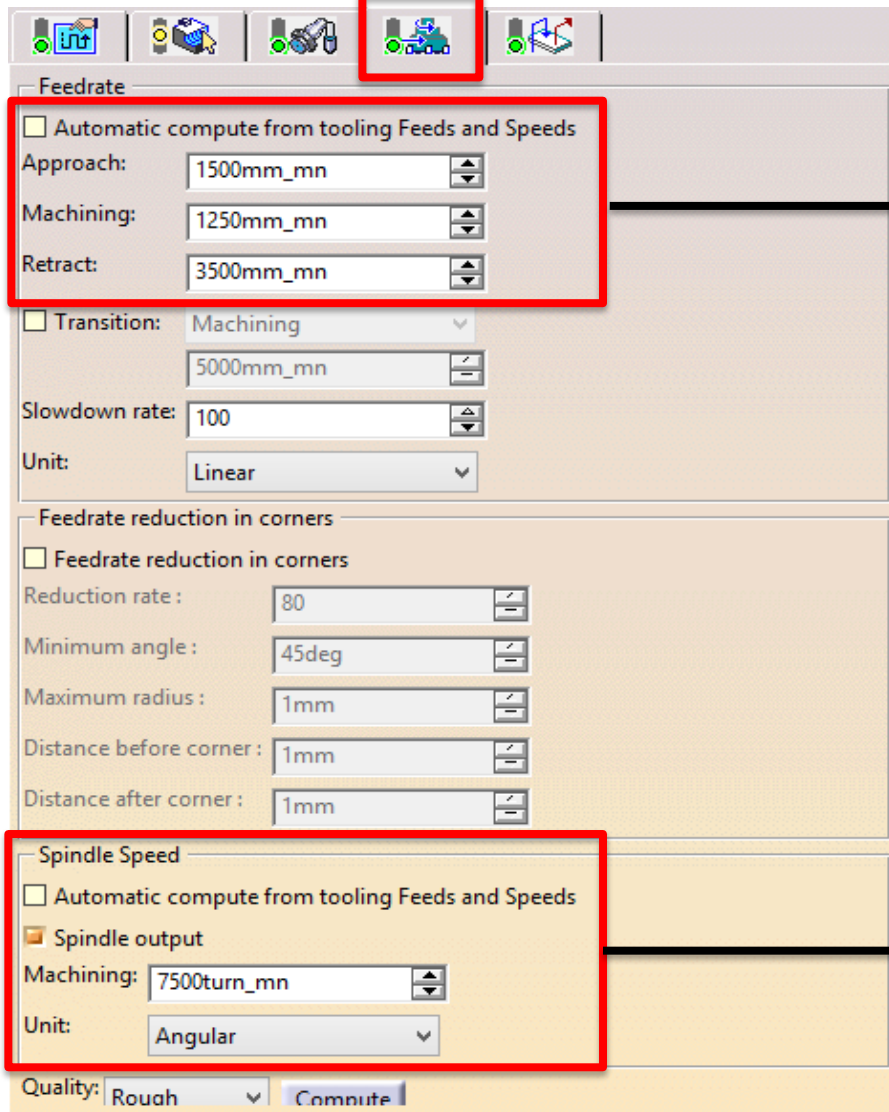 Feedrate
Automatic compute from tooling Feeds and Speeds
Approach: 1500mm_mn
Machining: 1250mm_mn
Retract: 3500mm_mn
Transition: Machining
5000mm_mn
Slowdown rate: 100
Unit: Linear
Feedrate reduction in corners
Feedrate reduction in corners
Reduction rate : 80
Minimum angle : 45deg
Maximum radius : 1mm
Distance before corner : 1mm
Distance after corner : 1mm
Spindle Speed
Automatic compute from tooling Feeds and Speeds
Spindle output
Machining: 7500turn_mn
Unit: Angular
Quality: Rough Compute